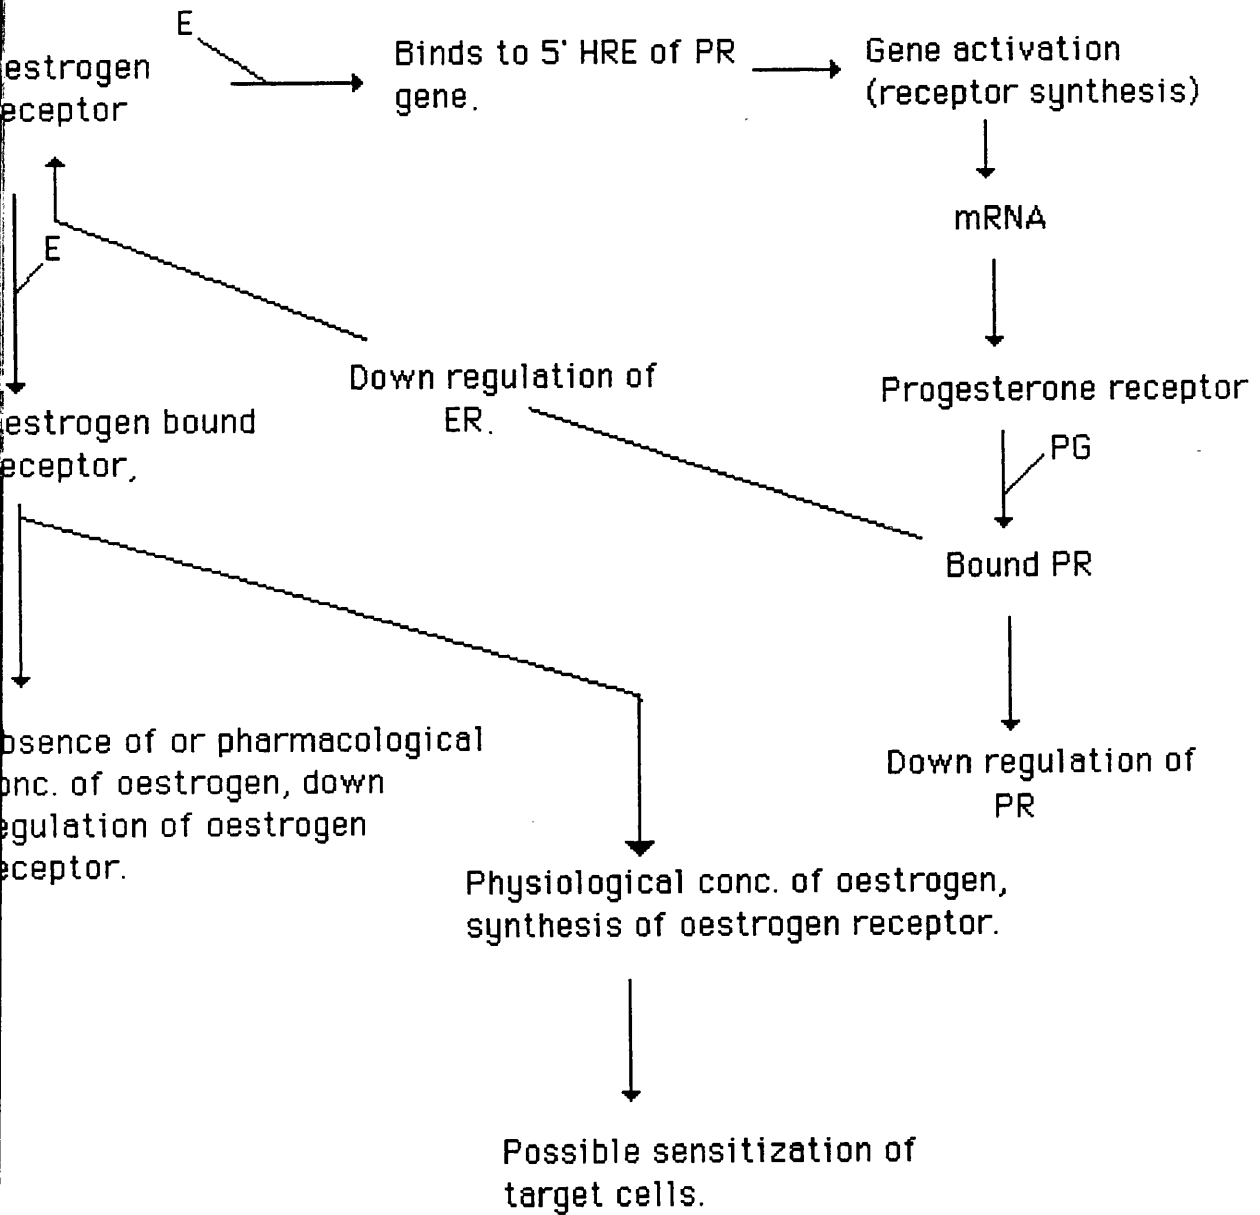 E
estrogen
eceptor
Binds to 5' HRE of PR
gene.
Gene activation
(receptor synthesis)
mRNA
E
Down regulation of
ER.
Progesterone receptor
estrogen bound
eceptor,
PG
Bound PR
bsence of or pharmacological
onc. of oestrogen, down
egulation of oestrogen
eceptor.
Down regulation of
PR
Physiological conc. of oestrogen,
synthesis of oestrogen receptor.
Possible sensitization of
target cells.